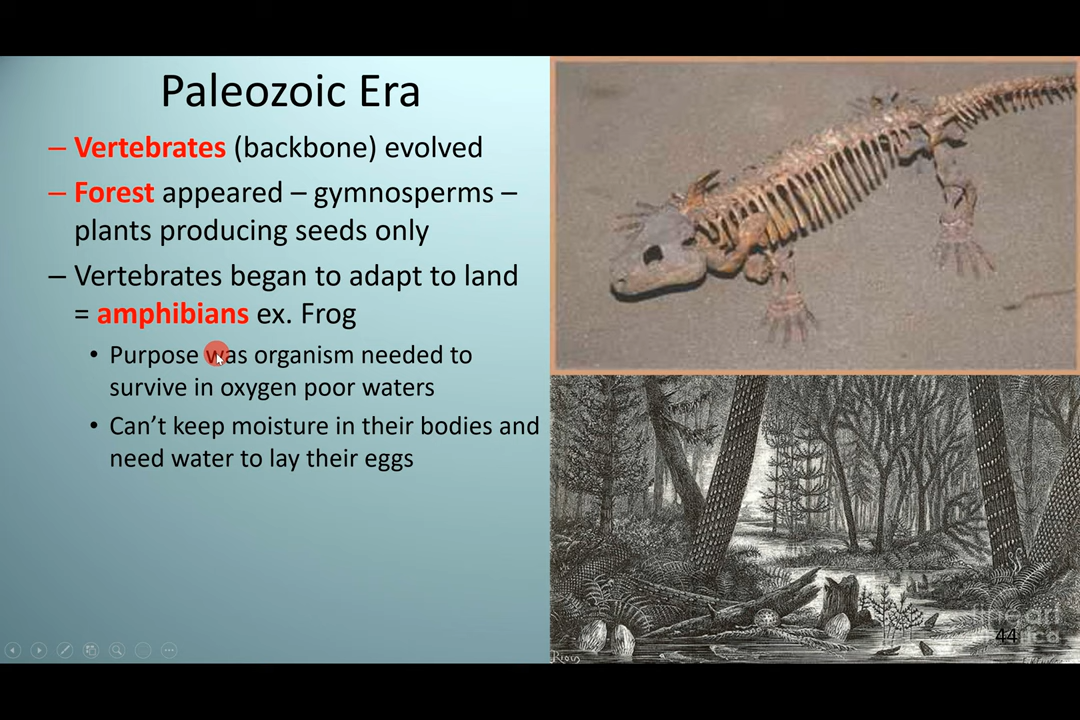 Paleozoic Era
– Vertebrates (backbone) evolved
– Forest appeared – gymnosperms –
plants producing seeds only
– Vertebrates began to adapt to land
= amphibians ex. Frog
• Purpose was organism needed to
survive in oxygen poor waters
• Can’t keep moisture in their bodies and
need water to lay their eggs
44